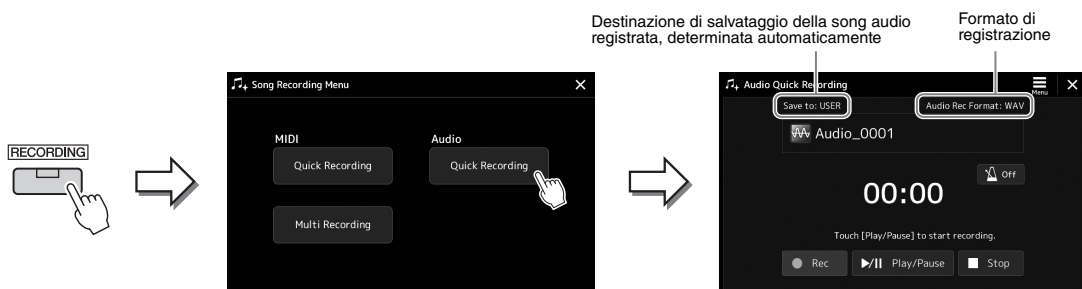 Destinazione di salvataggio della song audio
registrata, determinata automaticamente
Formato di
registrazione
RECORDING
Song Recording Menu
MIDI
Audio
Quick Recording
Quick Recording
Multi Recording
Audio Quick Recording
Menu
Save to: USER
Audio Rec Format: WAV
Audio_0001
Off
00:00
Touch [Play/Pause] to start recording.
Rec
Play/Pause
Stop